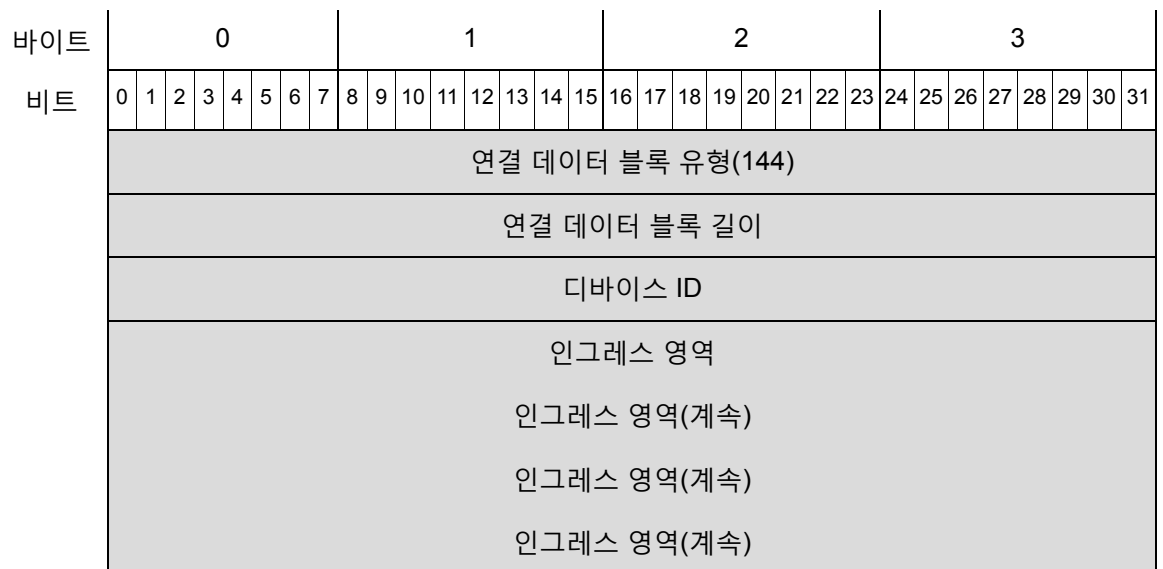 바이트 0 1 2 3
비트 0 1 2 3 4 5 6 7 8 9 10 11 12 13 14 15 16 17 18 19 20 21 22 23 24 25 26 27 28 29 30 31
연결 데이터 블록 유형(144)
연결 데이터 블록 길이
디바이스 ID
인그레스 영역
인그레스 영역(계속)
인그레스 영역(계속)
인그레스 영역(계속)